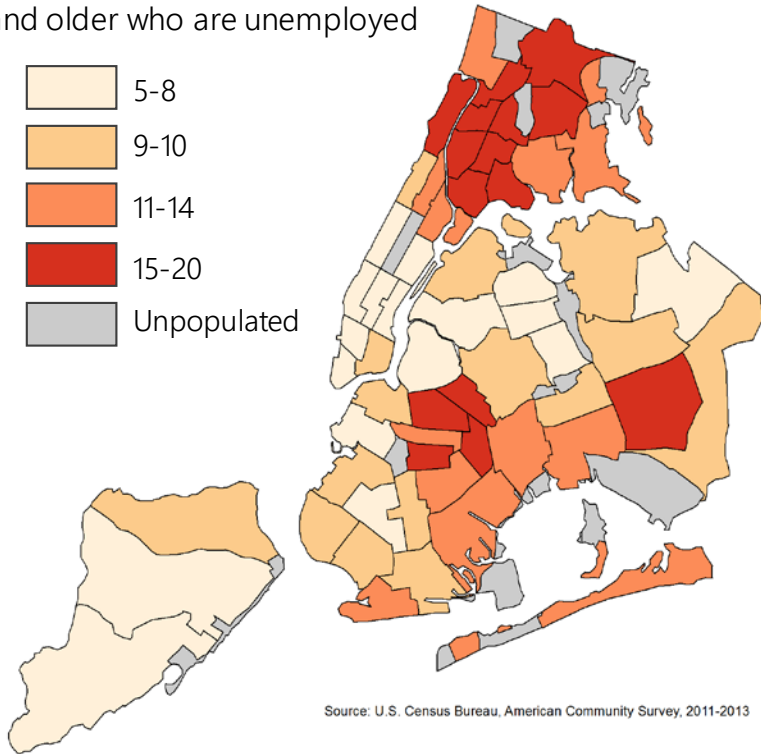 and older who are unemployed
5-8
9-10
11-14
15-20
Unpopulated
Source: U.S. Census Bureau, American Community Survey, 2011-2013